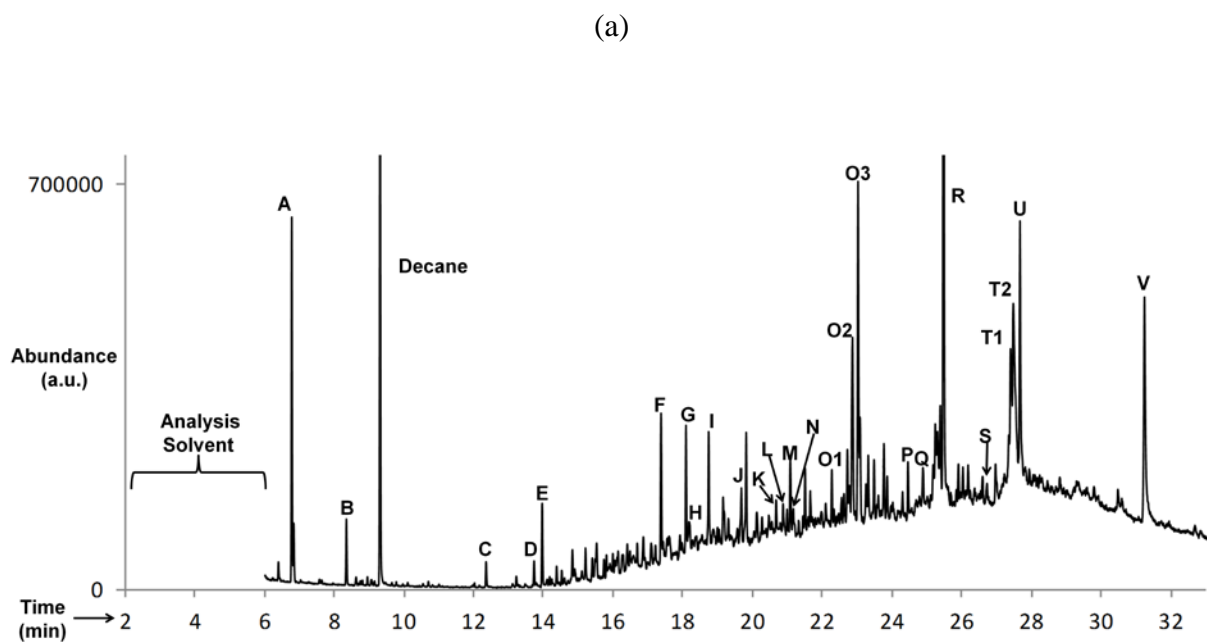 (a)
700000
A
O3
R
U
Decane
V
T2
O2
T1
Abundance
(a.u.)
Analysis
Solvent
F
G
I
N
L
M
E
J
K
O1
P
Q
S
H
B
C
D
0
Time
(min)
2 4 6 8 10 12 14 16 18 20 22 24 26 28 30 32